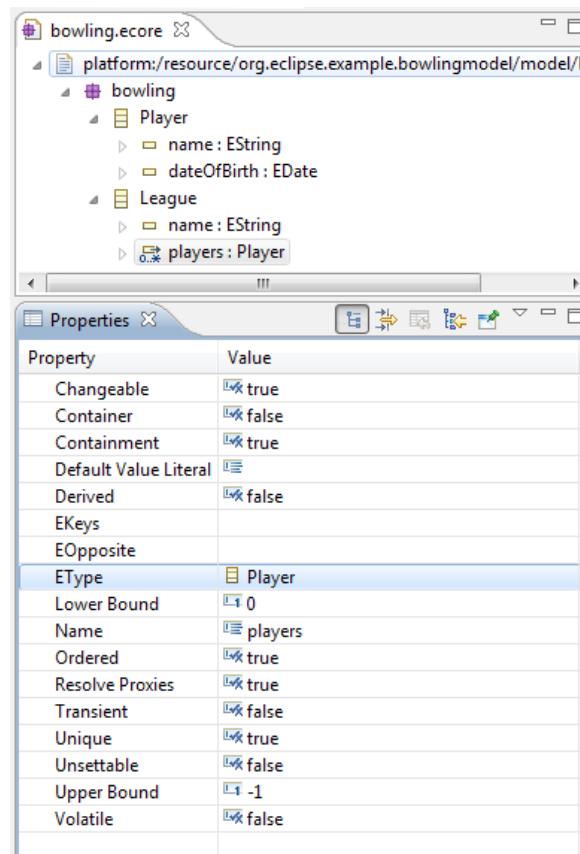 bowling.ecore
platform:/resource/org.eclipse.example.bowlingmodel/model/
bowling
Player
name : EString
dateOfBirth : EDate
League
name : EString
0..* players : Player
Properties
Property Value
Changeable true
Container false
Containment true
Default Value Literal
Derived false
EKeys
EOpposite
EType Player
Lower Bound 0
Name players
Ordered true
Resolve Proxies true
Transient false
Unique true
Unsettable false
Upper Bound -1
Volatile false